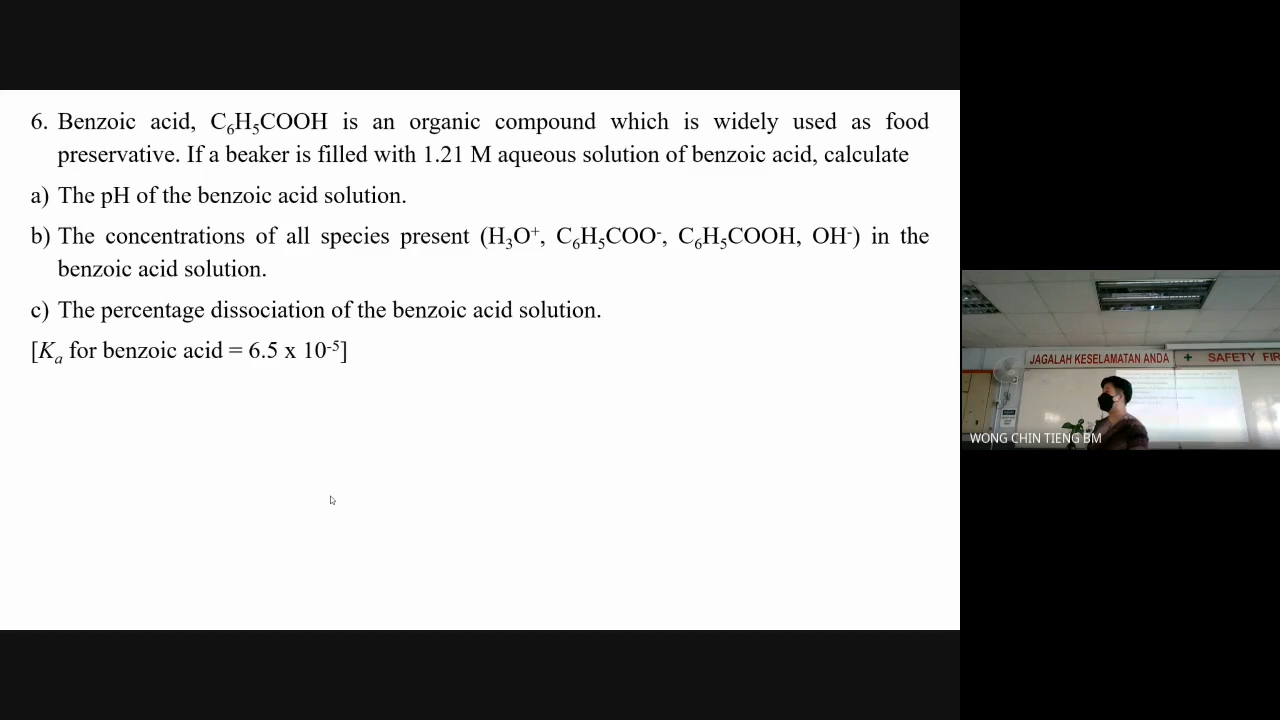 6. Benzoic acid, C₆H₅COOH is an organic compound which is widely used as food
preservative. If a beaker is filled with 1.21 M aqueous solution of benzoic acid, calculate
a) The pH of the benzoic acid solution.
b) The concentrations of all species present (H₃O⁺, C₆H₅COO⁻, C₆H₅COOH, OH⁻) in the
benzoic acid solution.
c) The percentage dissociation of the benzoic acid solution.
[Kₐ for benzoic acid = 6.5 x 10⁻⁵]
JAGALAH KESELAMATAN ANDA
+ SAFETY FIR
WONG CHIN TIENG BM